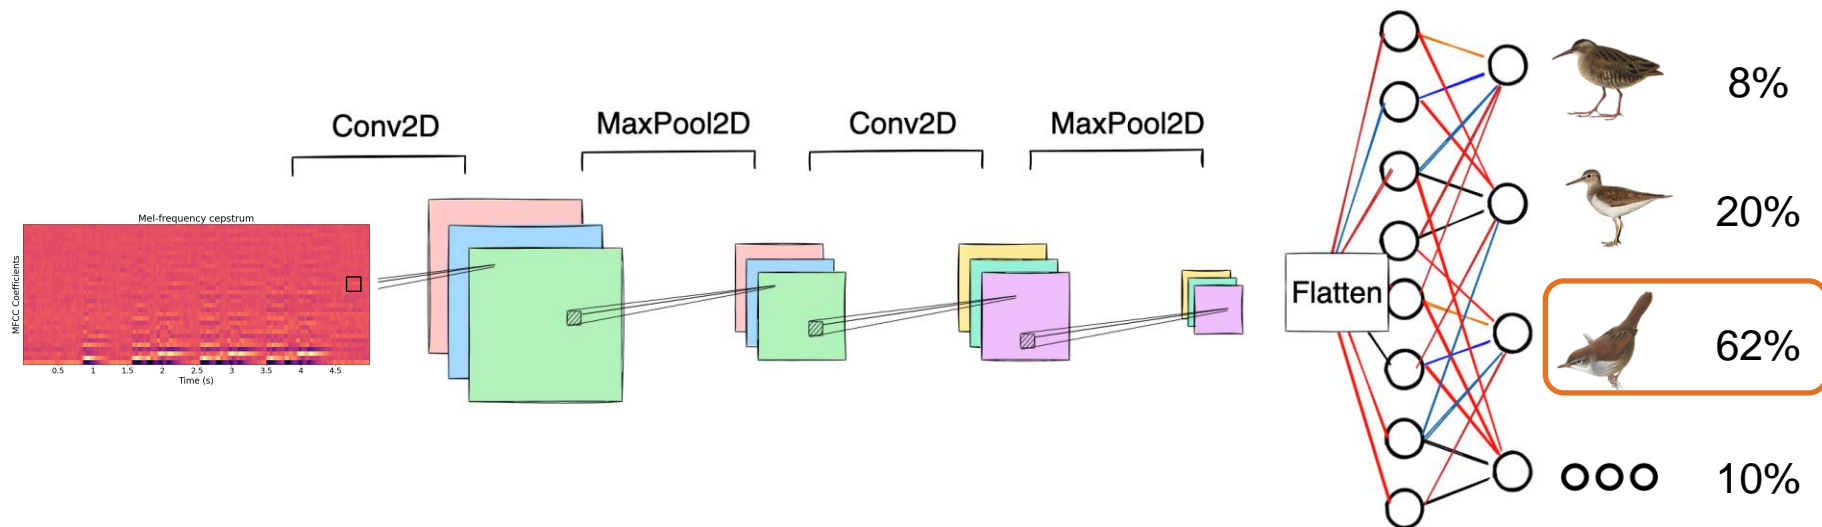 Conv2D
MaxPool2D
Conv2D
MaxPool2D
Mel-frequency cepstrum
MFCC Coefficients
0.5 1 1.5 2 2.5 3 3.5 4 4.5
Time (s)
Flatten
8%
20%
62%
10%